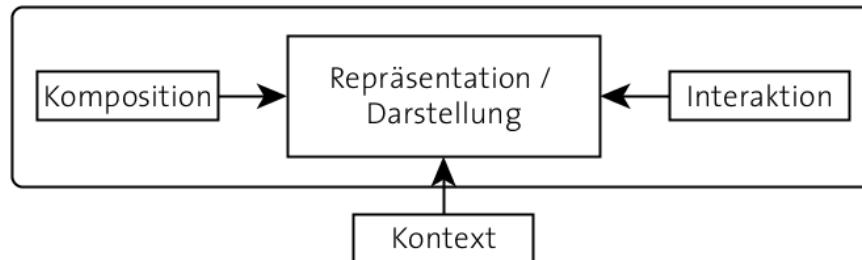 Komposition
Repräsentation /
Darstellung
Interaktion
Kontext